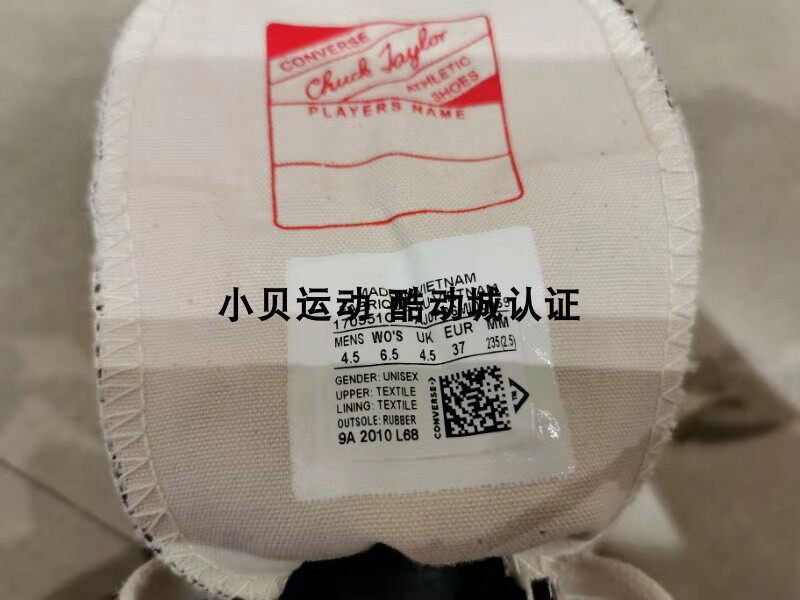 CONVERSE
Chuck Taylor
ATHLETIC
SHOES
PLAYERS NAME
VIETNAM
小贝运动 酷动城认证
MENS WO'S UK EUR MM
4.5 6.5 4.5 37 235(2.5)
GENDER: UNISEX
UPPER: TEXTILE
LINING: TEXTILE
OUTSOLE: RUBBER
9A 2010 L68
CONVERSE
TM